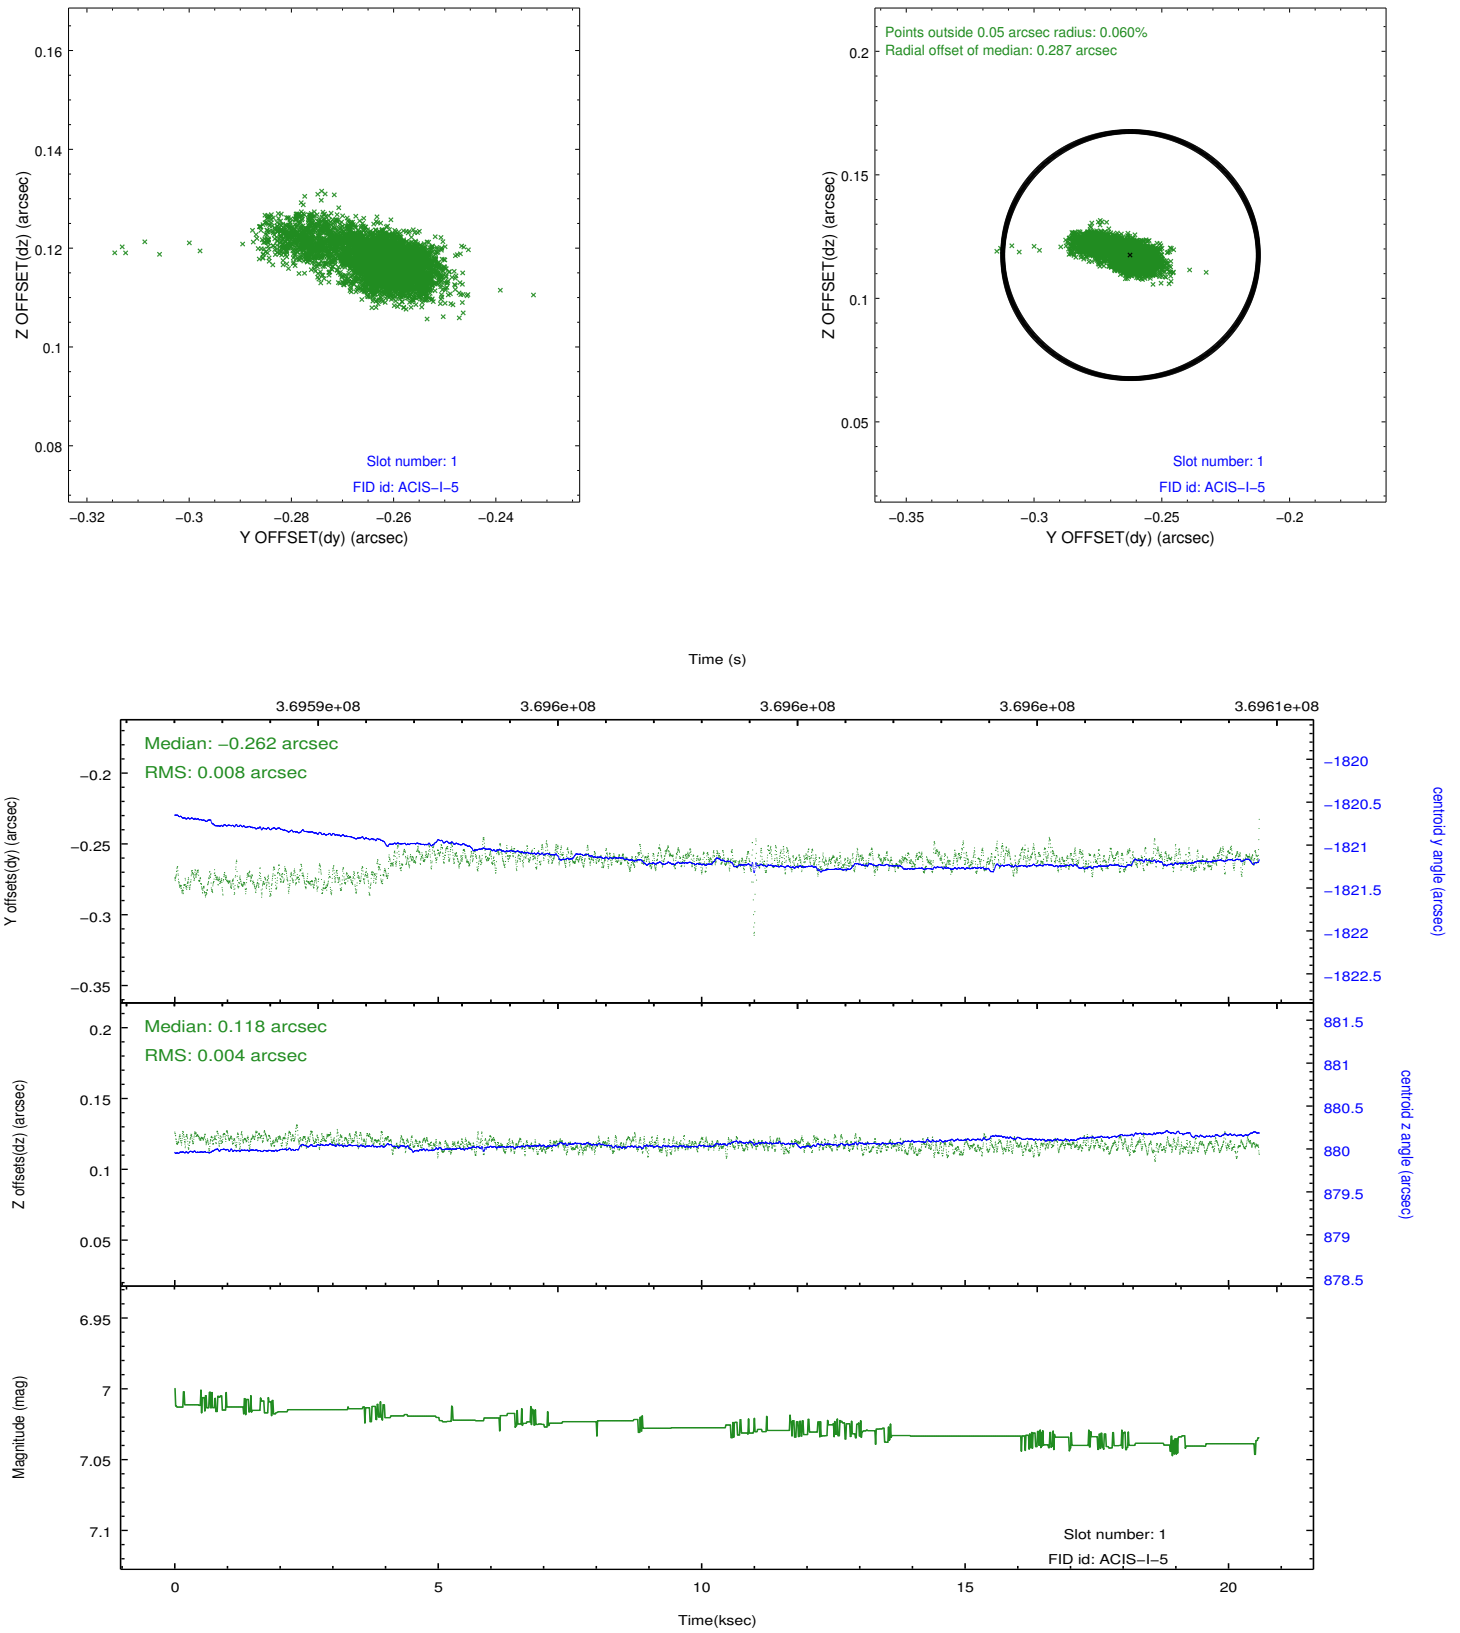 0.16
0.14
0.12
0.1
0.08
Z OFFSET(dz) (arcsec)
Slot number: 1
FID id: ACIS−I−5
−0.32 −0.3 −0.28 −0.26 −0.24
Y OFFSET(dy) (arcsec)
Points outside 0.05 arcsec radius: 0.060%
Radial offset of median: 0.287 arcsec
0.2
0.15
0.1
0.05
Z OFFSET(dz) (arcsec)
Slot number: 1
FID id: ACIS−I−5
−0.35 −0.3 −0.25 −0.2
Y OFFSET(dy) (arcsec)
Time (s)
3.6959e+08 3.696e+08 3.696e+08 3.696e+08 3.6961e+08
Median: −0.262 arcsec
RMS: 0.008 arcsec
−0.2
−0.25
−0.3
−0.35
Y offsets(dy) (arcsec)
−1820
−1820.5
−1821
−1821.5
−1822
−1822.5
centroid y angle (arcsec)
Median: 0.118 arcsec
RMS: 0.004 arcsec
0.2
0.15
0.1
0.05
Z offsets(dz) (arcsec)
881.5
881
880.5
880
879.5
879
878.5
centroid z angle (arcsec)
6.95
7
7.05
7.1
Magnitude (mag)
Slot number: 1
FID id: ACIS−I−5
0 5 10 15 20
Time(ksec)